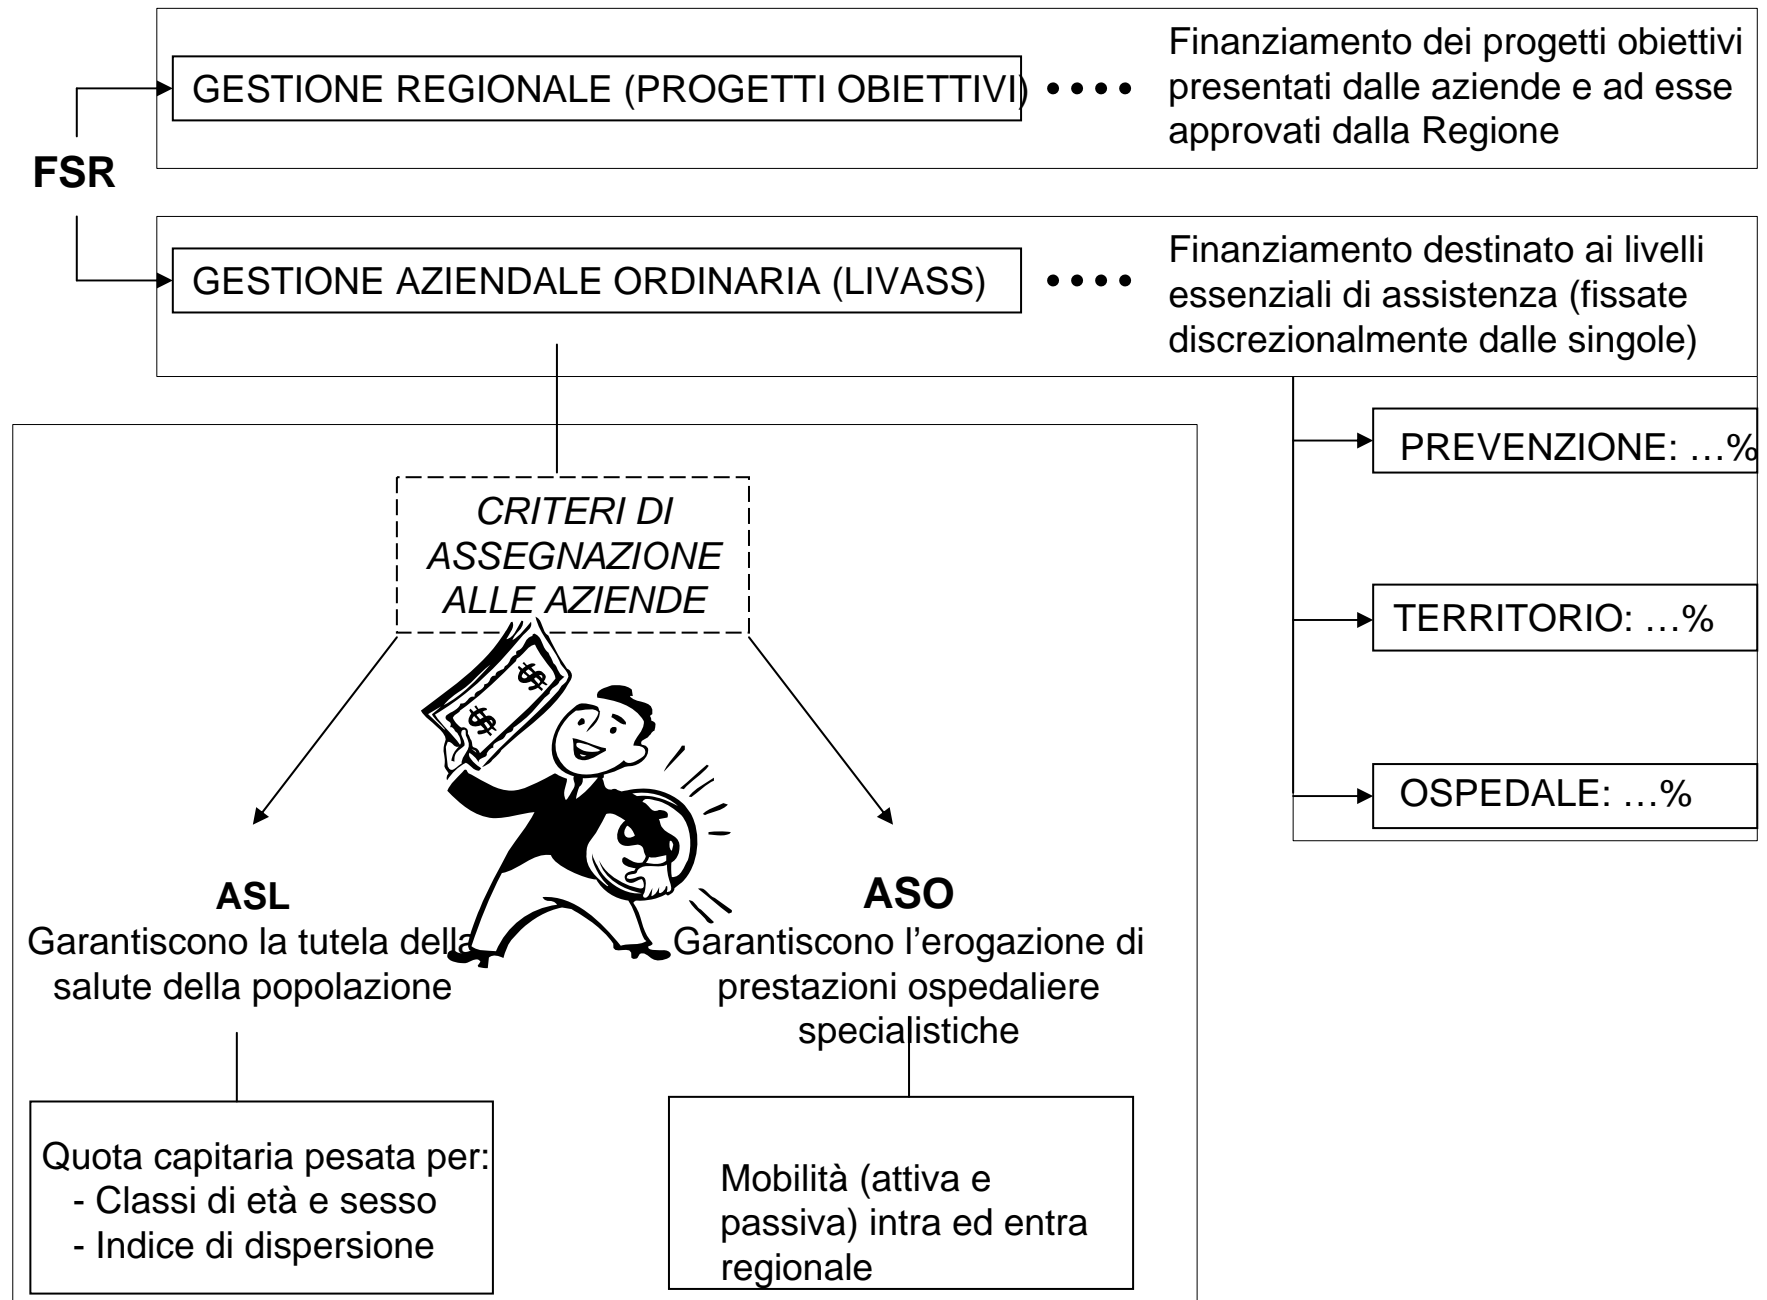 GESTIONE REGIONALE (PROGETTI OBIETTIVI)
Finanziamento dei progetti obiettivi
presentati dalle aziende e ad esse
approvati dalla Regione
FSR
GESTIONE AZIENDALE ORDINARIA (LIVASS)
Finanziamento destinato ai livelli
essenziali di assistenza (fissate
discrezionalmente dalle singole)
PREVENZIONE: …%
TERRITORIO: …%
OSPEDALE: …%
CRITERI DI
ASSEGNAZIONE
ALLE AZIENDE
$
$
ASL
Garantiscono la tutela della
salute della popolazione
Quota capitaria pesata per:
- Classi di età e sesso
- Indice di dispersione
ASO
Garantiscono l’erogazione di
prestazioni ospedaliere
specialistiche
Mobilità (attiva e
passiva) intra ed entra
regionale